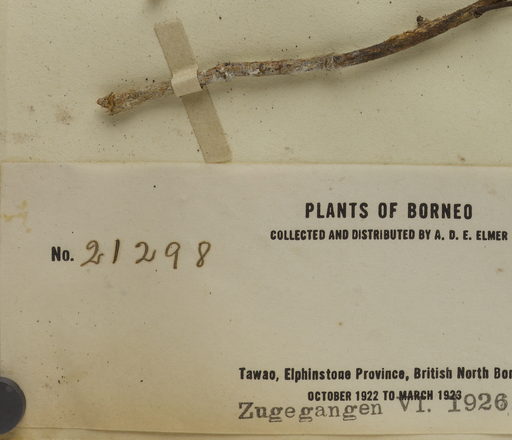 PLANTS OF BORNEO
COLLECTED AND DISTRIBUTED BY A. D. E. ELMER
No. 21298
Tawao, Elphinstone Province, British North Bor
OCTOBER 1922 TO MARCH 1923
Zugegangen VI. 1926